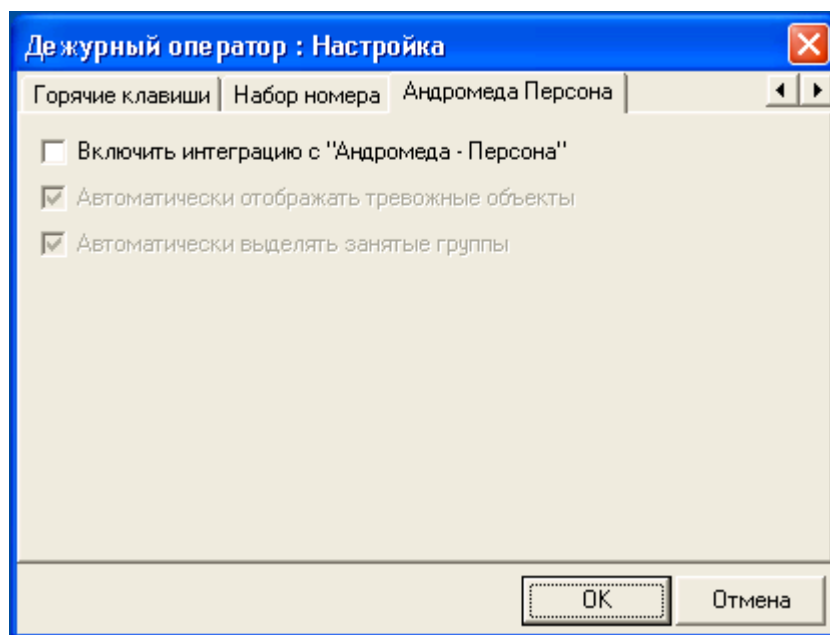 Дежурный оператор : Настройка
Горячие клавиши Набор номера Андромеда Персона
Включить интеграцию с "Андромеда - Персона"
Автоматически отображать тревожные объекты
Автоматически выделять занятые группы
OK Отмена